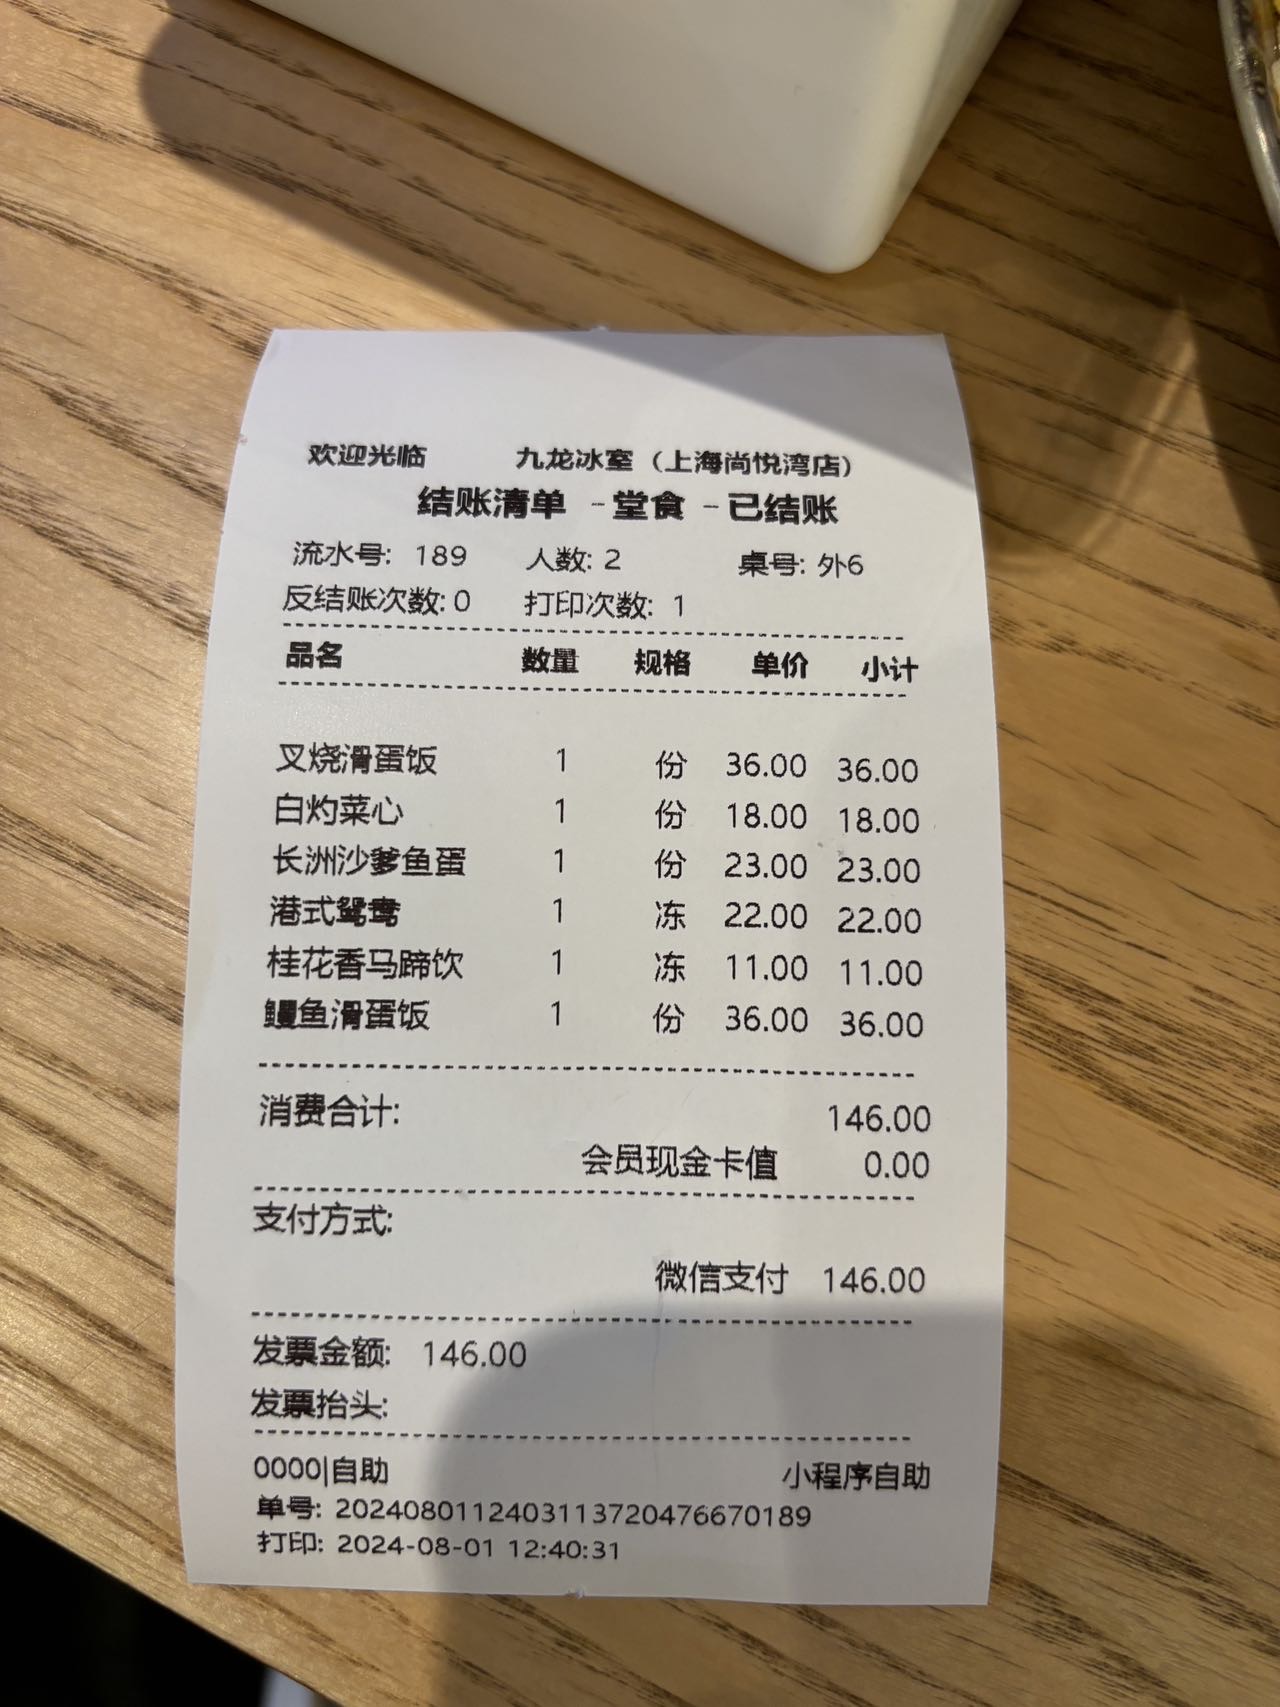 欢迎光临 九龙冰室（上海尚悦湾店）
结账清单 -堂食 -已结账
流水号: 189 人数: 2 桌号: 外6
反结账次数: 0 打印次数: 1
品名 数量 规格 单价 小计
叉烧滑蛋饭 1 份 36.00 36.00
白灼菜心 1 份 18.00 18.00
长洲沙爹鱼蛋 1 份 23.00 23.00
港式鸳鸯 1 冻 22.00 22.00
桂花香马蹄饮 1 冻 11.00 11.00
鳗鱼滑蛋饭 1 份 36.00 36.00
消费合计: 146.00
会员现金卡值 0.00
支付方式:
微信支付 146.00
发票金额: 146.00
发票抬头:
0000|自助 小程序自助
单号: 20240801124031137204766​70189
打印: 2024-08-01 12:40:31